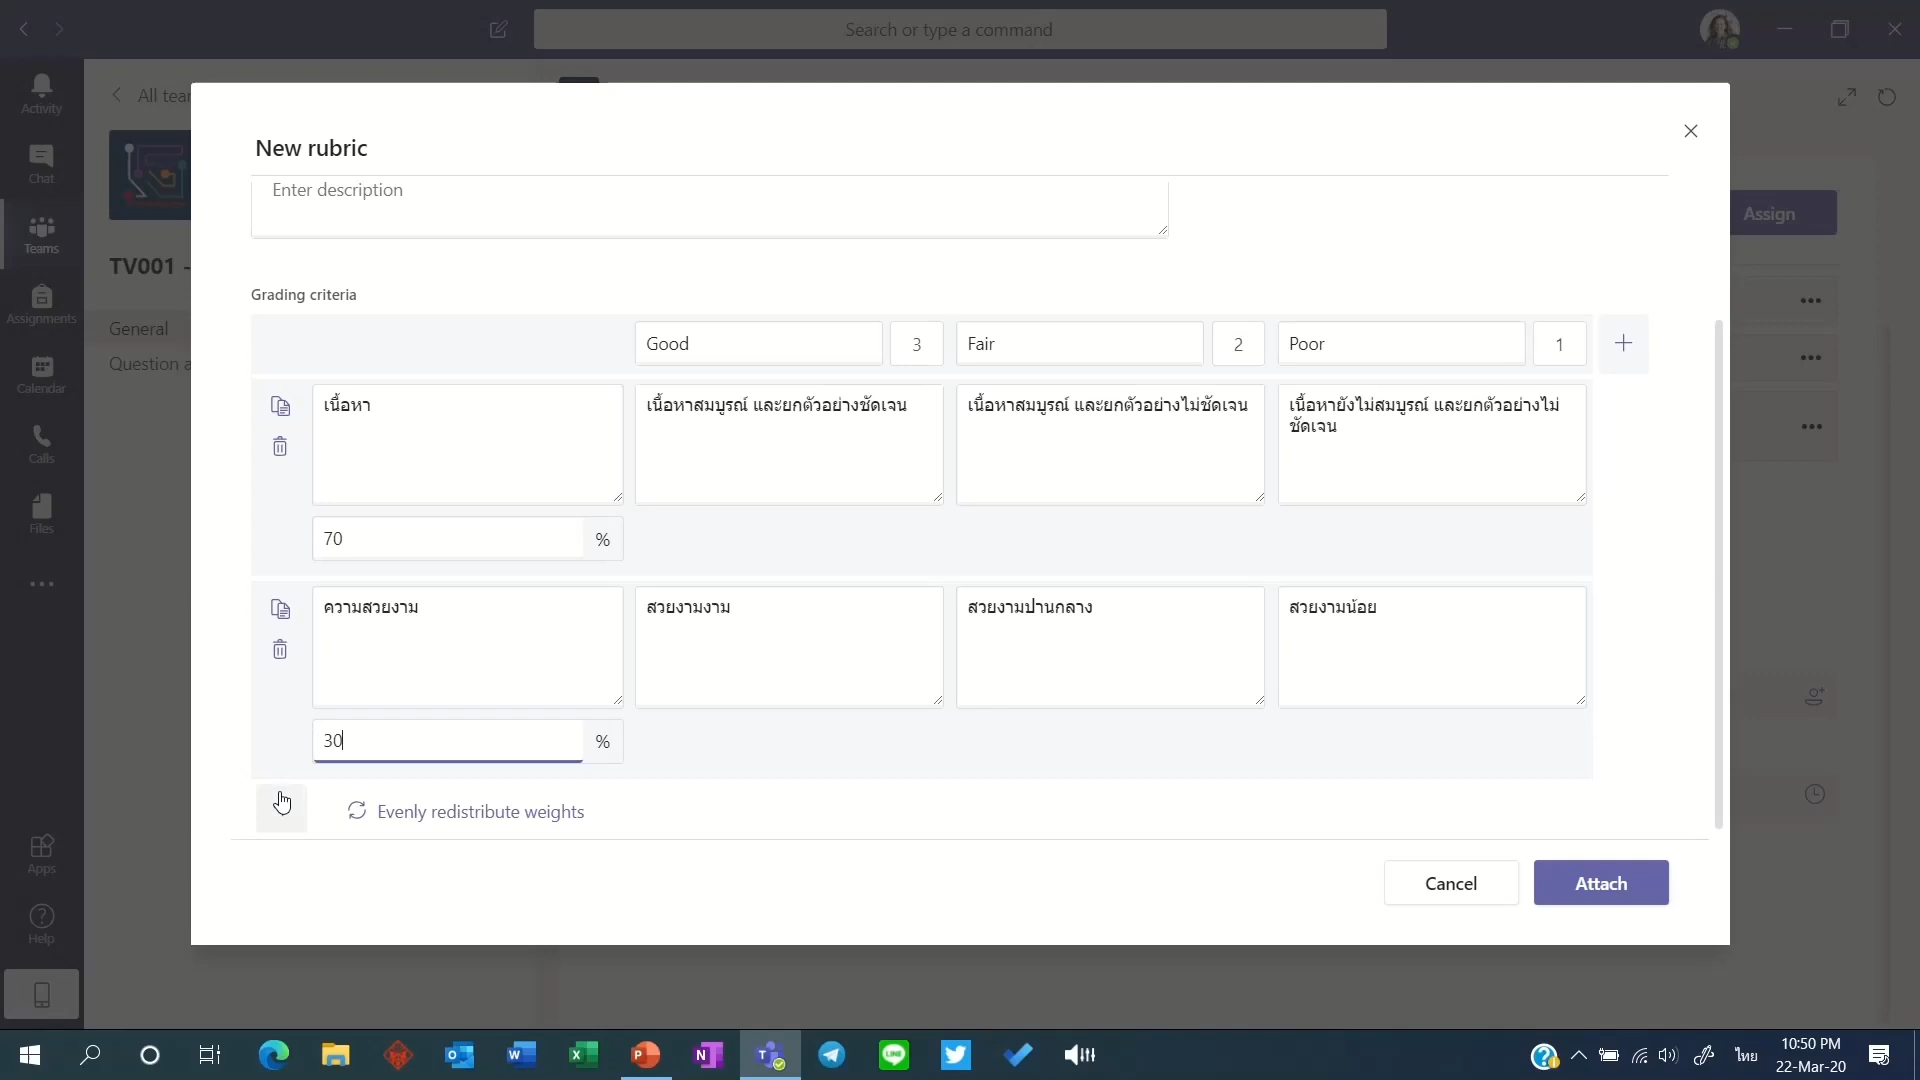 Search or type a command
Activity
Chat
Teams
Assignments
Calendar
Calls
Files
Apps
Help
All tear
TV001 -
General
Question a
Assign
New rubric
Enter description
Grading criteria
Good 3 Fair 2 Poor 1
เนื้อหา
เนื้อหาสมบูรณ์ และยกตัวอย่างชัดเจน
เนื้อหาสมบูรณ์ และยกตัวอย่างไม่ชัดเจน
เนื้อหายังไม่สมบูรณ์ และยกตัวอย่างไม่
ชัดเจน
70 %
ความสวยงาม
สวยงามงาม
สวยงามปานกลาง
สวยงามน้อย
30 %
Evenly redistribute weights
Cancel
Attach
ไทย
10:50 PM
22-Mar-20